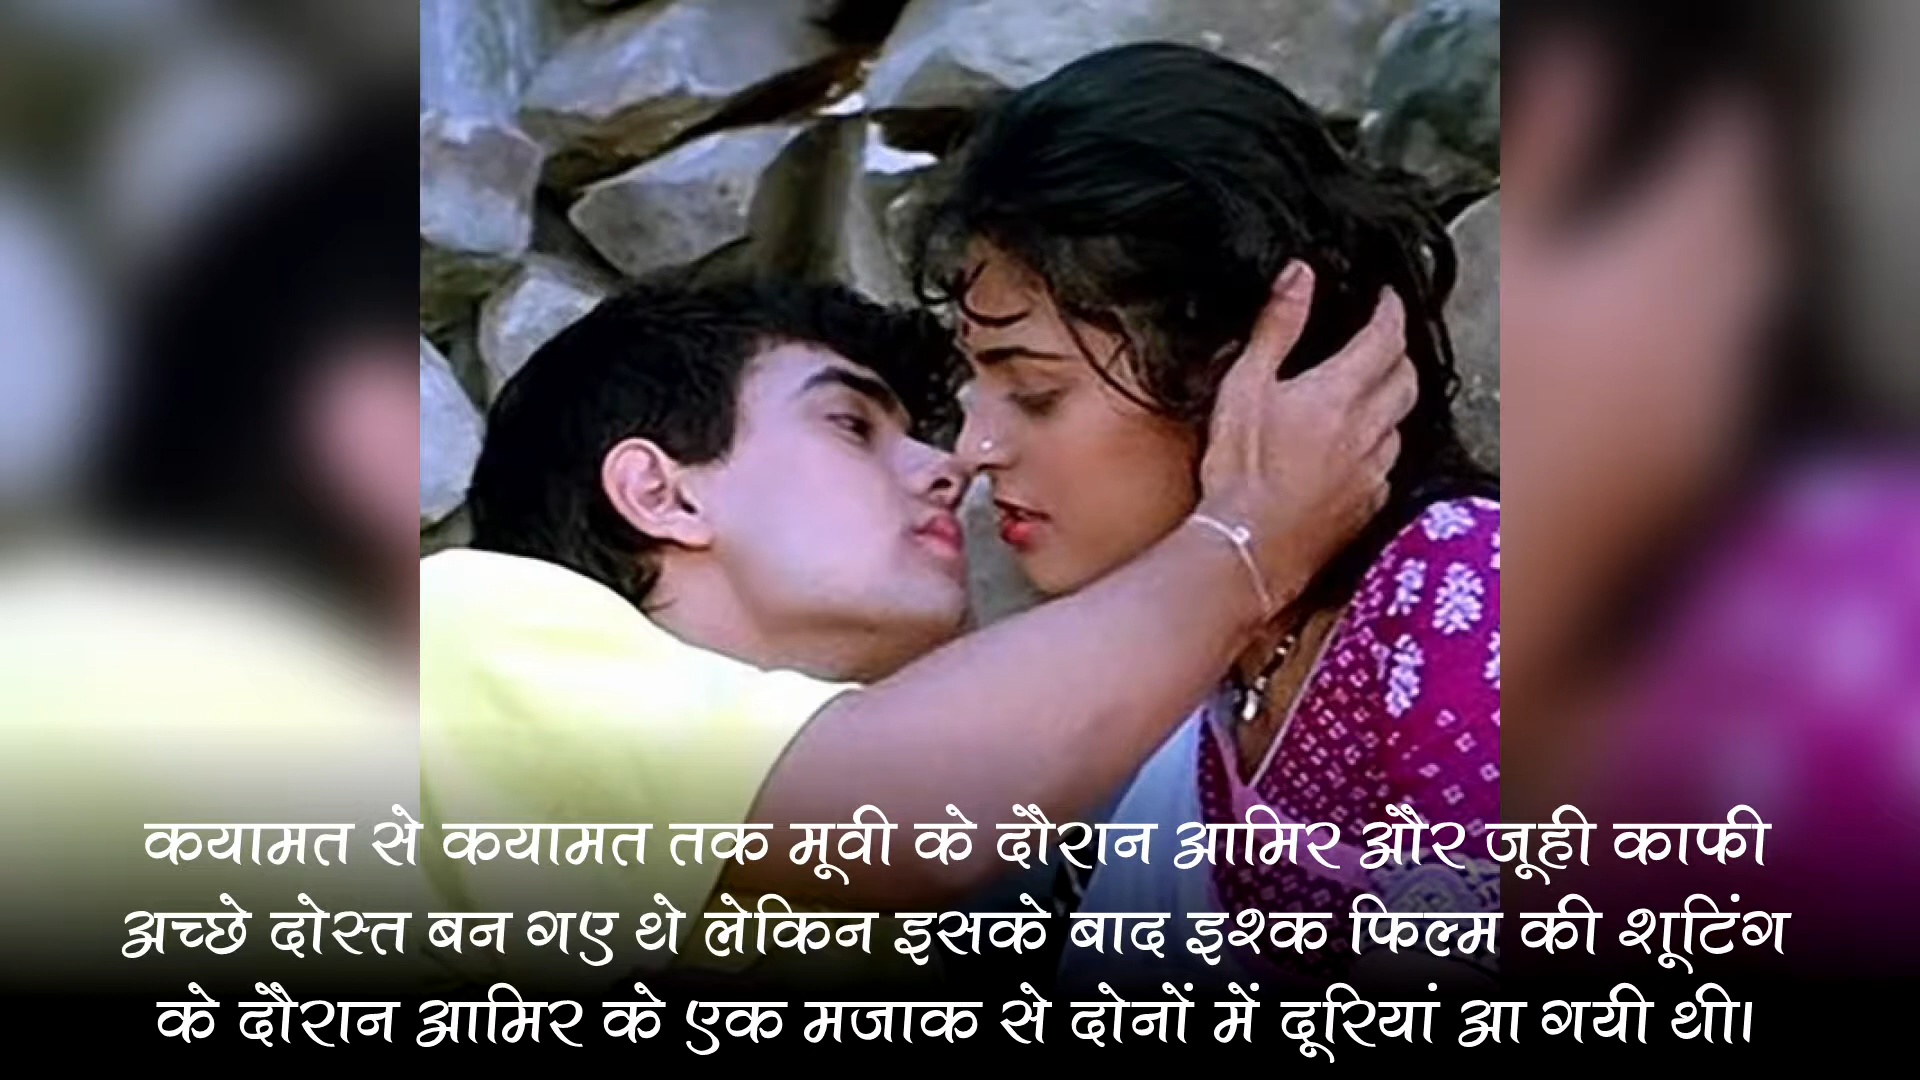 कयामत से कयामत तक मूवी के दौरान आमिर और जूही काफी
अच्छे दोस्त बन गए थे लेकिन इसके बाद इश्क फिल्म की शूटिंग
के दौरान आमिर के एक मजाक से दोनों में दूरियां आ गयी थी।